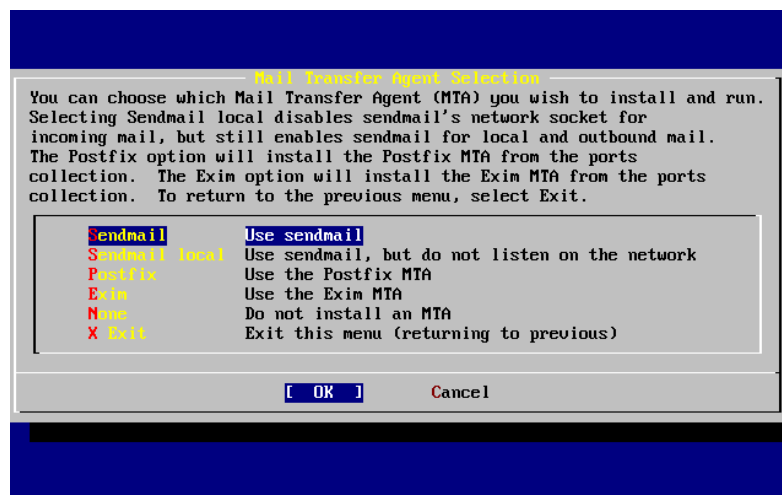 Mail Transfer Agent Selection
You can choose which Mail Transfer Agent (MTA) you wish to install and run.
Selecting Sendmail local disables sendmail's network socket for
incoming mail, but still enables sendmail for local and outbound mail.
The Postfix option will install the Postfix MTA from the ports
collection.  The Exim option will install the Exim MTA from the ports
collection.  To return to the previous menu, select Exit.
Sendmail Use sendmail
Sendmail local Use sendmail, but do not listen on the network
Postfix Use the Postfix MTA
Exim Use the Exim MTA
None Do not install an MTA
X Exit Exit this menu (returning to previous)
[ OK ] Cancel